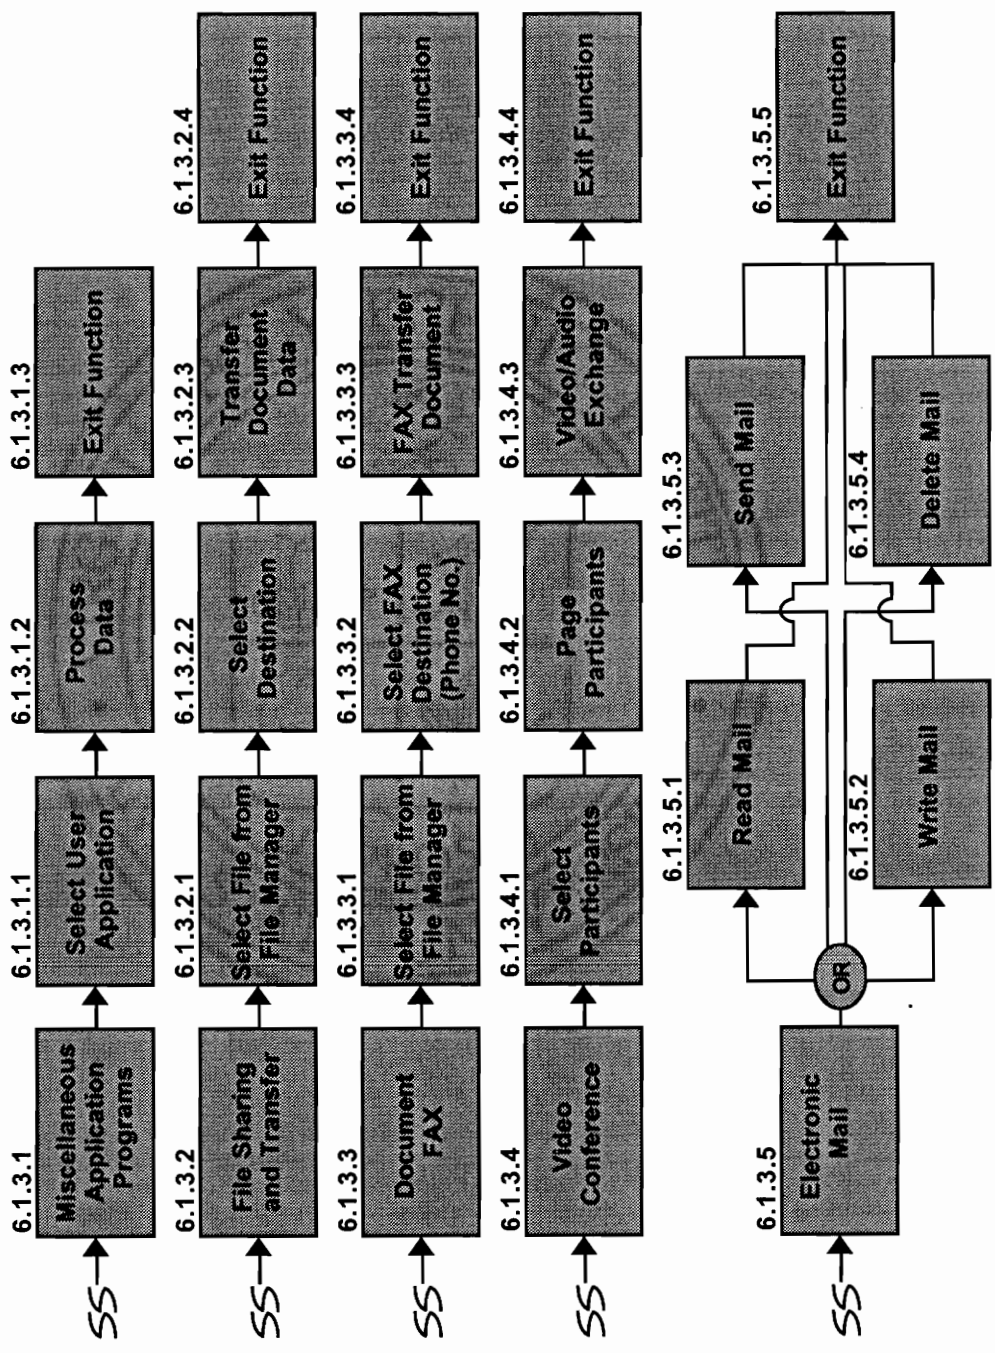 6.1.3.1
Miscellaneous
Application
Programs
6.1.3.1.1
Select User
Application
6.1.3.1.2
Process
Data
6.1.3.1.3
Exit Function
6.1.3.2
File Sharing
and Transfer
6.1.3.2.1
Select File from
File Manager
6.1.3.2.2
Select
Destination
6.1.3.2.3
Transfer
Document
Data
6.1.3.2.4
Exit Function
6.1.3.3
Document
FAX
6.1.3.3.1
Select File from
File Manager
6.1.3.3.2
Select FAX
Destination
(Phone No.)
6.1.3.3.3
FAX Transfer
Document
6.1.3.3.4
Exit Function
6.1.3.4
Video
Conference
6.1.3.4.1
Select
Participants
6.1.3.4.2
Page
Participants
6.1.3.4.3
Video/Audio
Exchange
6.1.3.4.4
Exit Function
6.1.3.5
Electronic
Mail
OR
6.1.3.5.1
Read Mail
6.1.3.5.2
Write Mail
6.1.3.5.3
Send Mail
6.1.3.5.4
Delete Mail
6.1.3.5.5
Exit Function